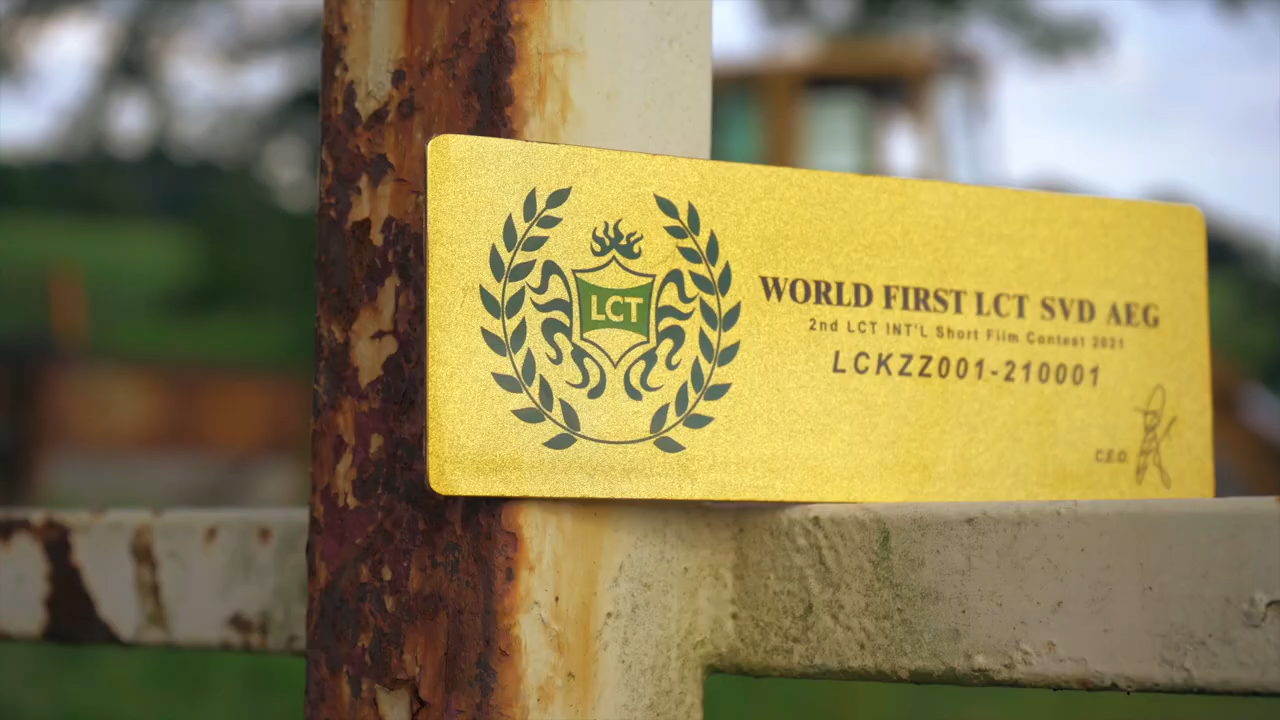 LCT
WORLD FIRST LCT SVD AEG
2nd LCT INT'L Short Film Contest 2021
LCKZZ001-210001
C.E.O.